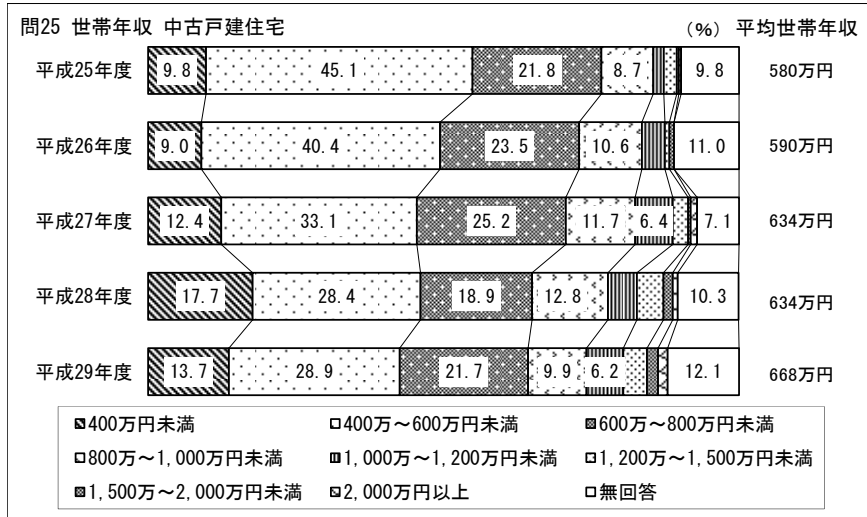 問25 世帯年収 中古戸建住宅 (%) 平均世帯年収
平成25年度 9.8 45.1 21.8 8.7 9.8 580万円
平成26年度 9.0 40.4 23.5 10.6 11.0 590万円
平成27年度 12.4 33.1 25.2 11.7 6.4 7.1 634万円
平成28年度 17.7 28.4 18.9 12.8 10.3 634万円
平成29年度 13.7 28.9 21.7 9.9 6.2 12.1 668万円
400万円未満 400万～600万円未満 600万～800万円未満
800万～1,000万円未満 1,000万～1,200万円未満 1,200万～1,500万円未満
1,500万～2,000万円未満 2,000万円以上 無回答